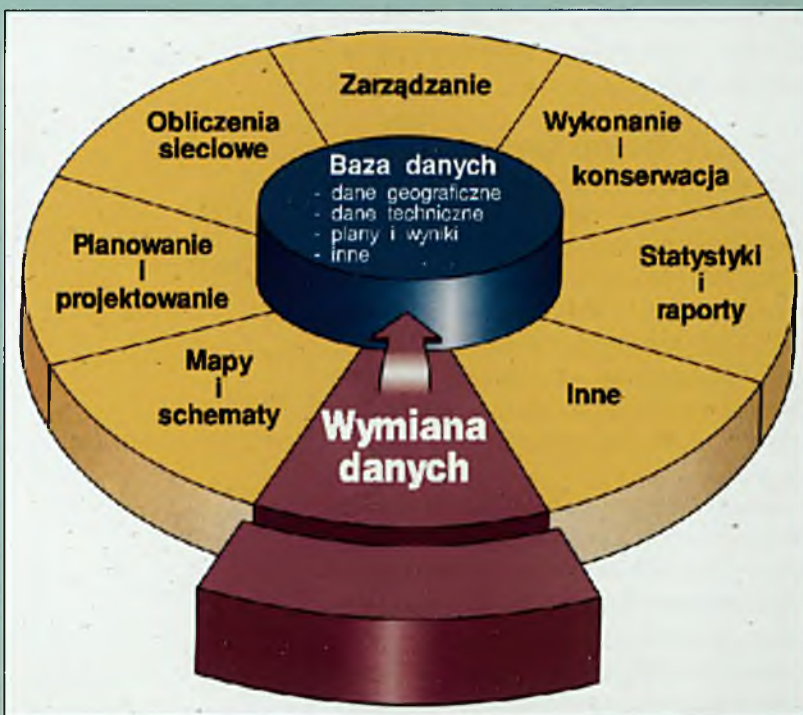 Zarządzanie
Obliczenia
sieciowe
Wykonanie
i
konserwacja
Baza danych
- dane geograficzne
- dane techniczne
- plany i wyniki
- inne
Planowanie
i
projektowanie
Statystyki
i
raporty
Mapy
i
schematy
Inne
Wymiana
danych